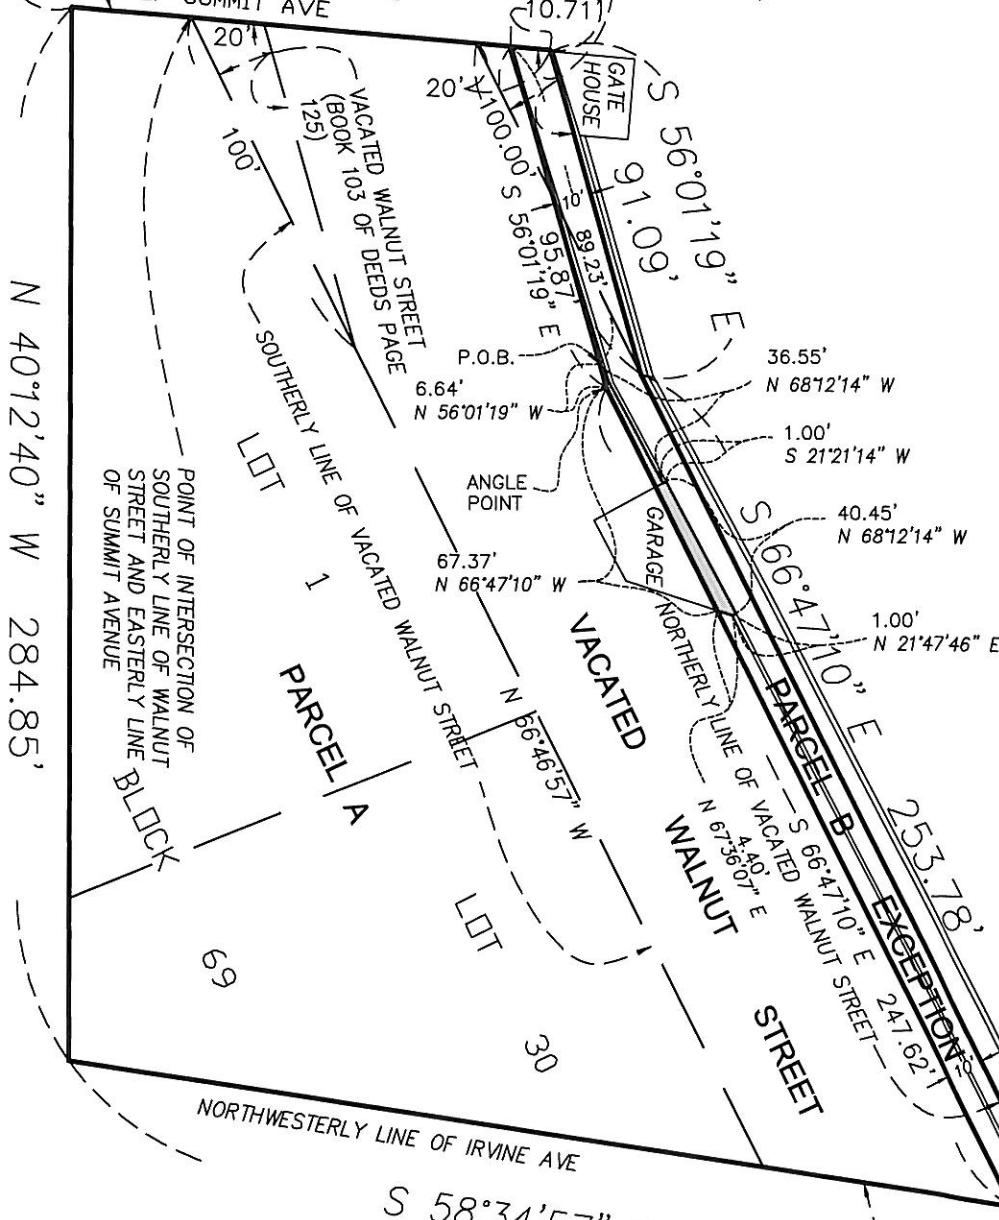 SUMMIT AVE
10.71'
20'
20'
100'
100.00'
GATE
HOUSE
S 56°01'19" E
91.09'
VACATED WALNUT STREET
(BOOK 103 OF DEEDS PAGE
125)
10'
89.23'
95.87'
S 56°01'19" E
P.O.B.
6.64'
N 56°01'19" W
36.55'
N 68°12'14" W
1.00'
S 21°21'14" W
ANGLE
POINT
40.45'
N 68°12'14" W
67.37'
N 66°47'10" W
1.00'
N 21°47'46" E
GARAGE
S 66°47'10" E
253.78'
N 40°12'40" W 284.85'
SOUTHERLY LINE OF VACATED WALNUT STREET
LOT
1
POINT OF INTERSECTION OF
SOUTHERLY LINE OF WALNUT
STREET AND EASTERLY LINE
OF SUMMIT AVENUE
PARCEL A
N 66°46'57" W
VACATED
WALNUT
STREET
NORTHERLY LINE OF VACATED WALNUT STREET
4.40'
N 67°36'07" E
PARCEL B
EXCEPTION
S 66°47'10" E 247.62'
10'
10'
BLOCK
69
LOT
30
NORTHWESTERLY LINE OF IRVINE AVE
S 58°34'57"